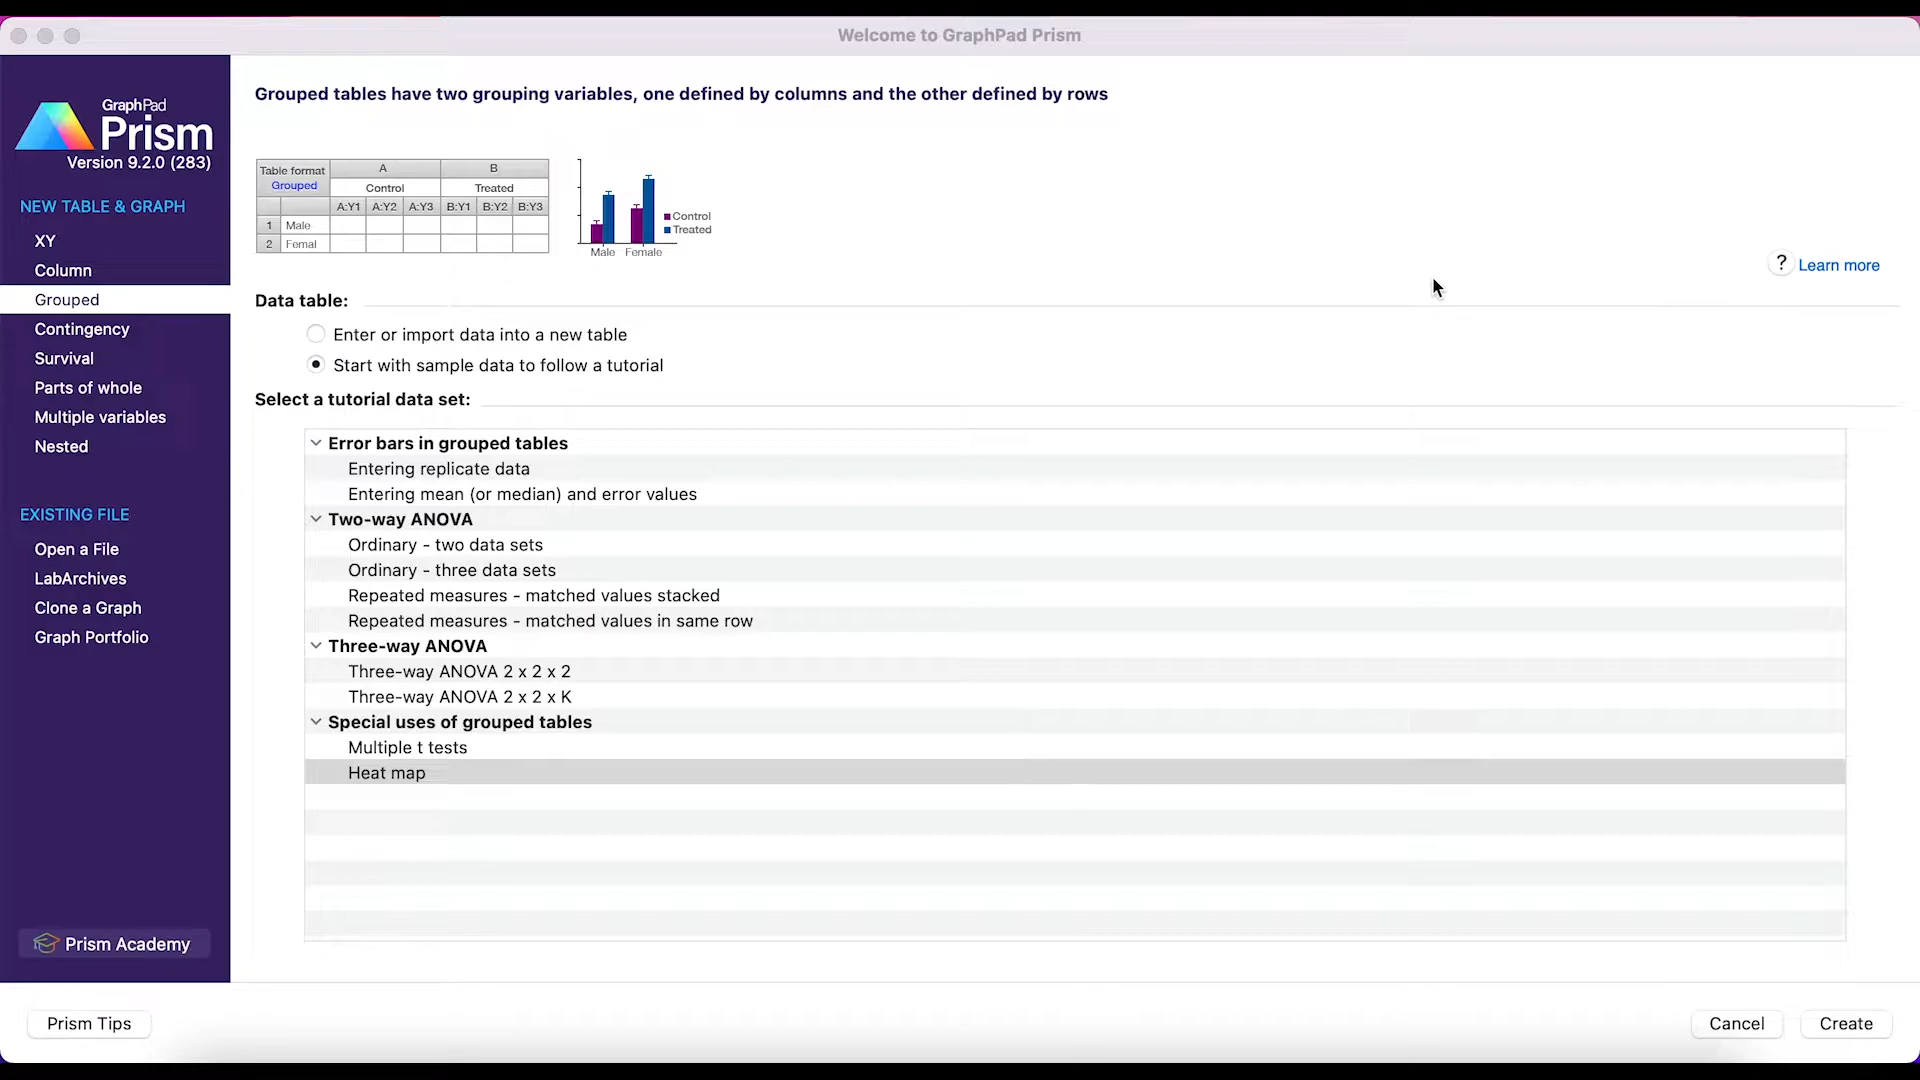 Welcome to GraphPad Prism
GraphPad
Prism
Version 9.2.0 (283)
NEW TABLE & GRAPH
XY
Column
Grouped
Contingency
Survival
Parts of whole
Multiple variables
Nested
EXISTING FILE
Open a File
LabArchives
Clone a Graph
Graph Portfolio
Prism Academy
Grouped tables have two grouping variables, one defined by columns and the other defined by rows
Table format A B
Grouped Control Treated
A:Y1 A:Y2 A:Y3 B:Y1 B:Y2 B:Y3
1 Male
2 Femal
Control
Treated
Male Female
? Learn more
Data table:
Enter or import data into a new table
Start with sample data to follow a tutorial
Select a tutorial data set:
Error bars in grouped tables
Entering replicate data
Entering mean (or median) and error values
Two-way ANOVA
Ordinary - two data sets
Ordinary - three data sets
Repeated measures - matched values stacked
Repeated measures - matched values in same row
Three-way ANOVA
Three-way ANOVA 2 x 2 x 2
Three-way ANOVA 2 x 2 x K
Special uses of grouped tables
Multiple t tests
Heat map
Prism Tips
Cancel
Create